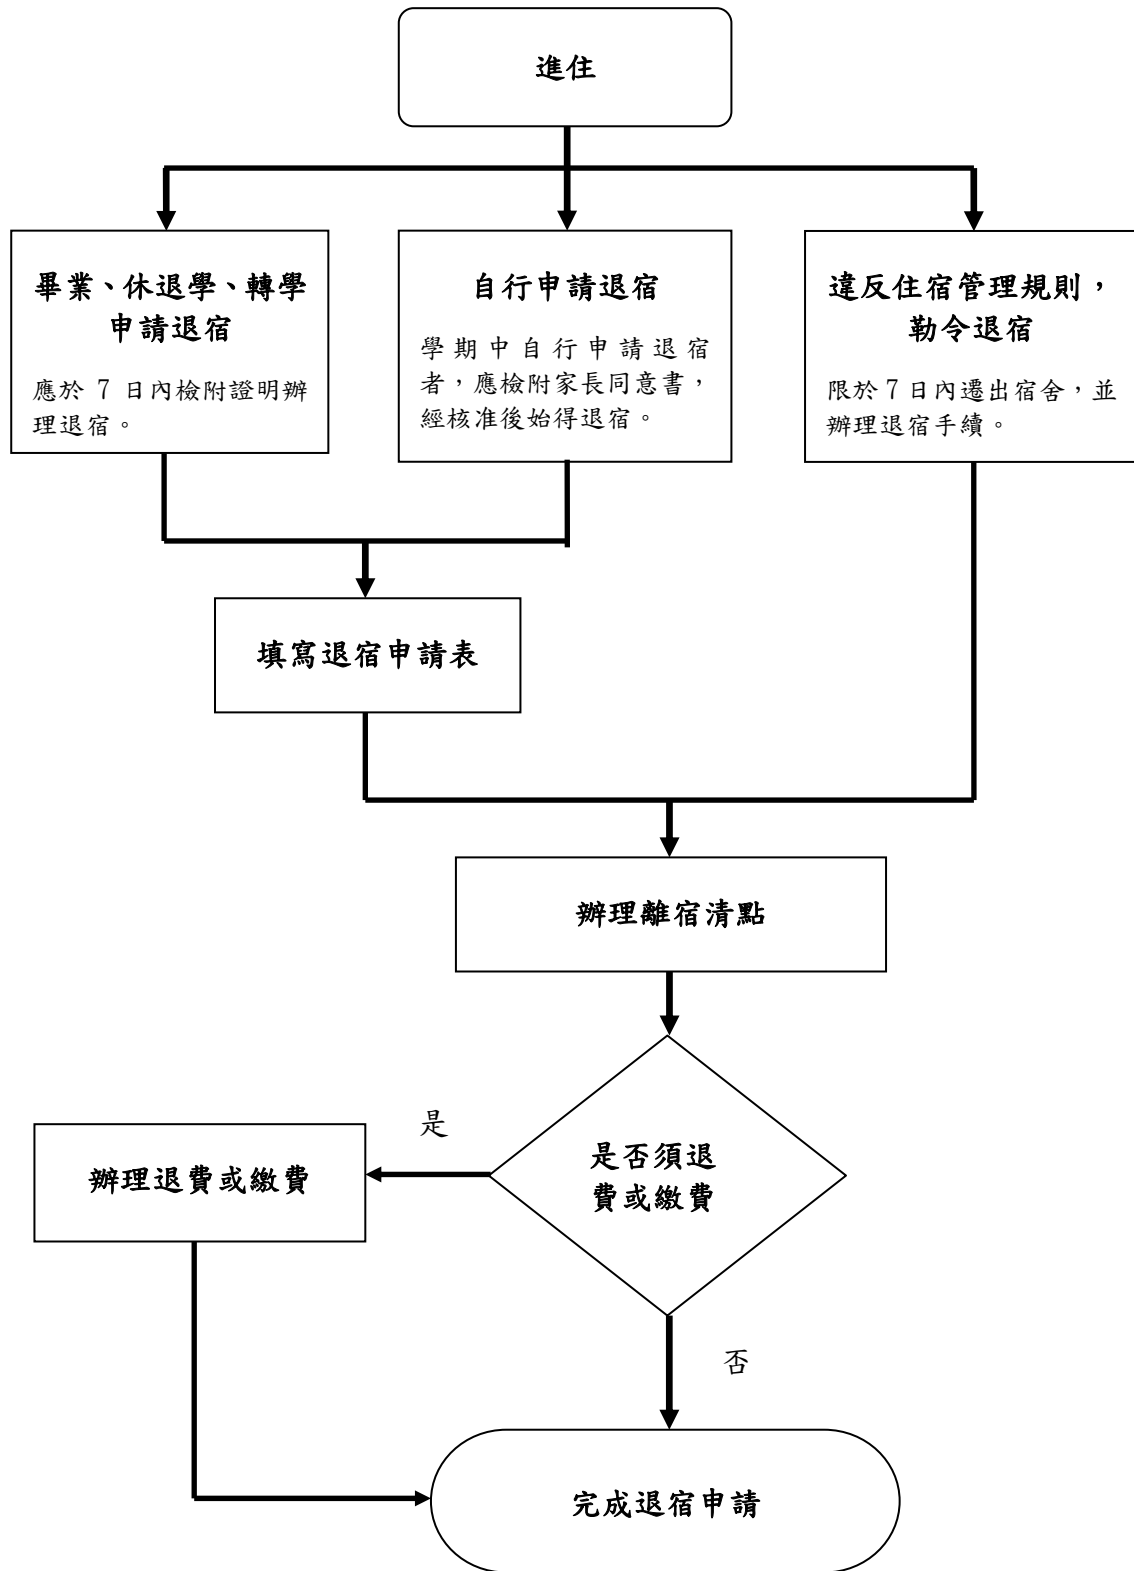 進住
畢業、休退學、轉學
申請退宿
應於 7 日內檢附證明辦
理退宿。
自行申請退宿
學期中自行申請退宿
者，應檢附家長同意書，
經核准後始得退宿。
違反住宿管理規則，
勒令退宿
限於 7 日內遷出宿舍，並
辦理退宿手續。
填寫退宿申請表
辦理離宿清點
是否須退
費或繳費
是
辦理退費或繳費
否
完成退宿申請